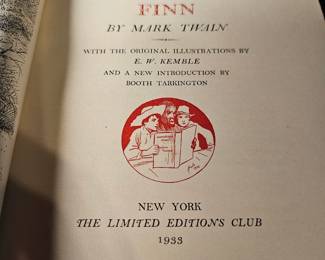 FINN
BY MARK TWAIN
WITH THE ORIGINAL ILLUSTRATIONS BY
E. W. KEMBLE
AND A NEW INTRODUCTION BY
BOOTH TARKINGTON
NEW YORK
THE LIMITED EDITIONS CLUB
1933